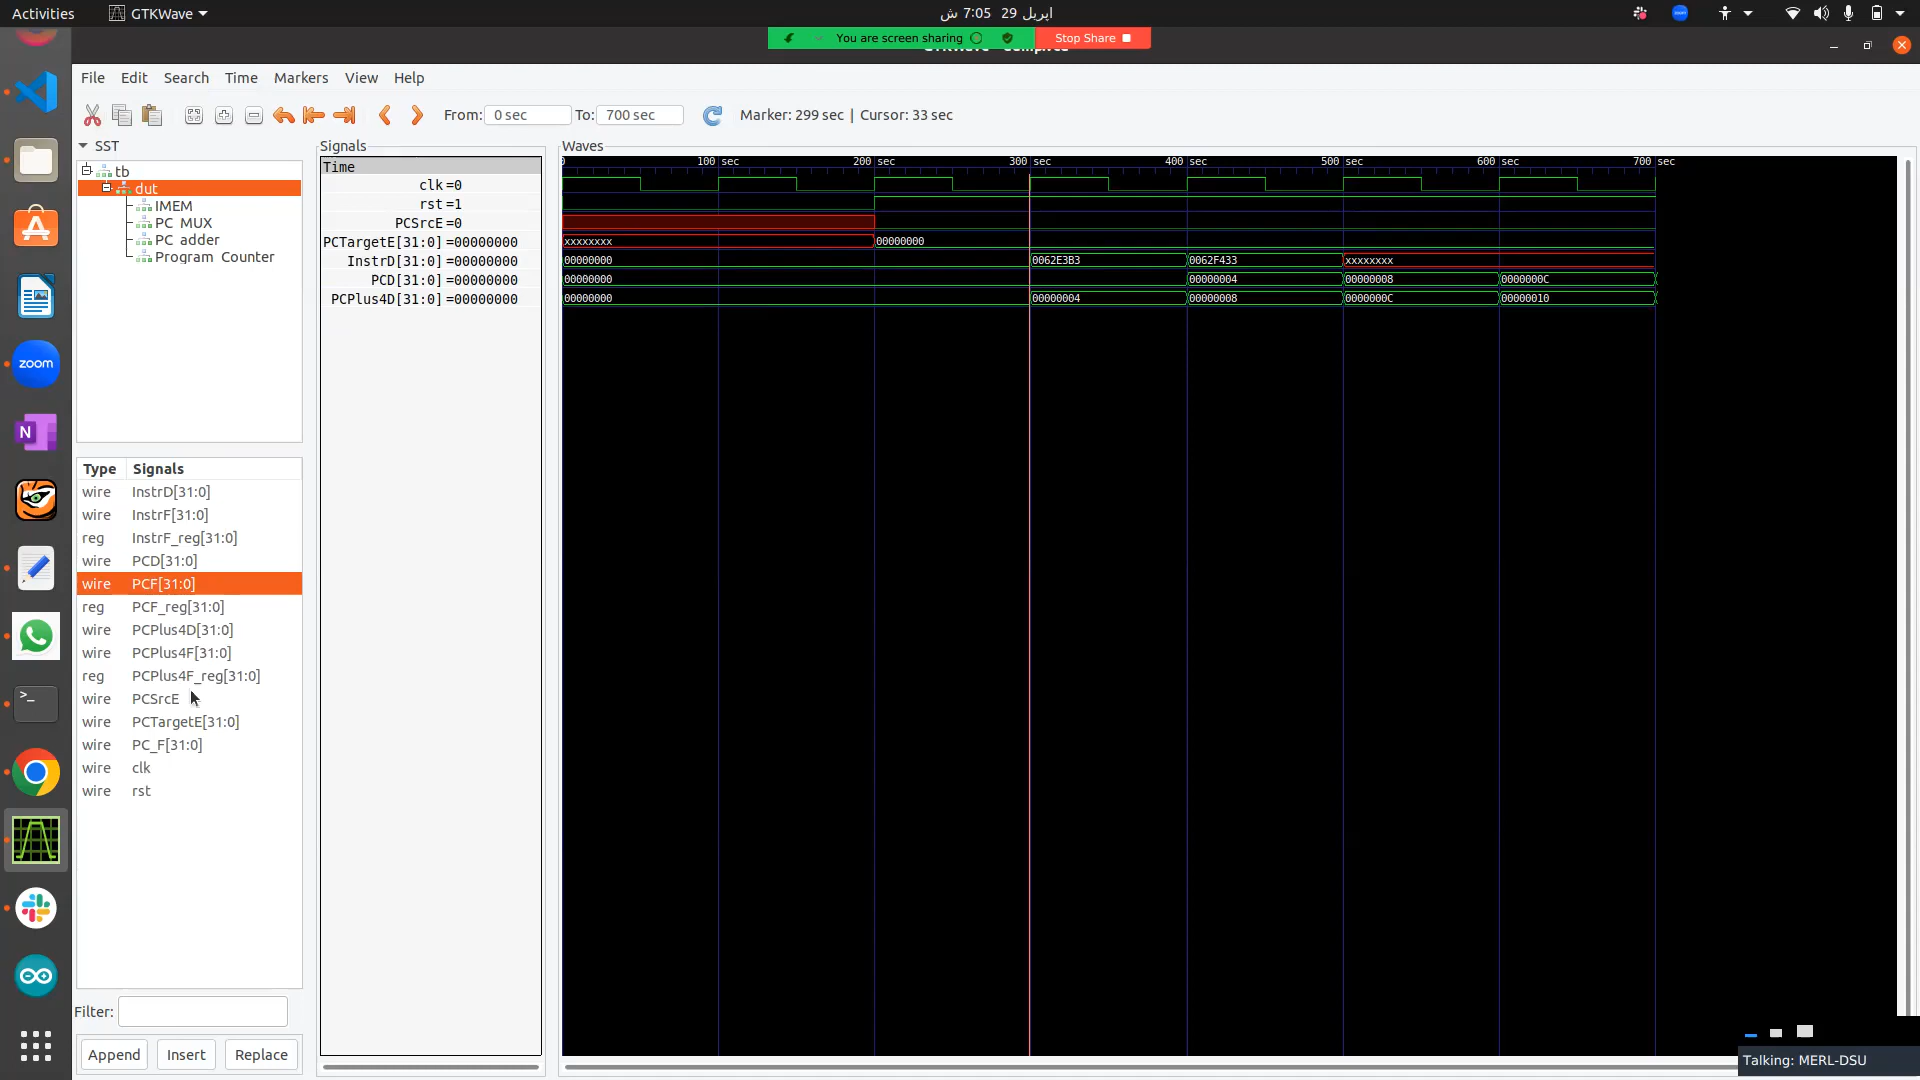 Activities
GTKWave
اپریل 29  7:05 ش
zoom
You are screen sharing
Stop Share
File Edit Search Time Markers View Help
From: 0 sec To: 700 sec Marker: 299 sec | Cursor: 33 sec
SST
tb
dut
IMEM
PC_MUX
PC_adder
Program_Counter
Type Signals
wire InstrD[31:0]
wire InstrF[31:0]
reg InstrF_reg[31:0]
wire PCD[31:0]
wire PCF[31:0]
reg PCF_reg[31:0]
wire PCPlus4D[31:0]
wire PCPlus4F[31:0]
reg PCPlus4F_reg[31:0]
wire PCSrcE
wire PCTargetE[31:0]
wire PC_F[31:0]
wire clk
wire rst
Filter:
Append Insert Replace
Signals
Time
clk=0
rst=1
PCSrcE=0
PCTargetE[31:0]=00000000
InstrD[31:0]=00000000
PCD[31:0]=00000000
PCPlus4D[31:0]=00000000
Waves
0 100 sec 200 sec 300 sec 400 sec 500 sec 600 sec 700 sec
xxxxxxxx 00000000
00000000 0062E3B3 0062F433 xxxxxxxx
00000000 00000004 00000008 0000000C
00000000 00000004 00000008 0000000C 00000010
Talking: MERL-DSU
zoom
N